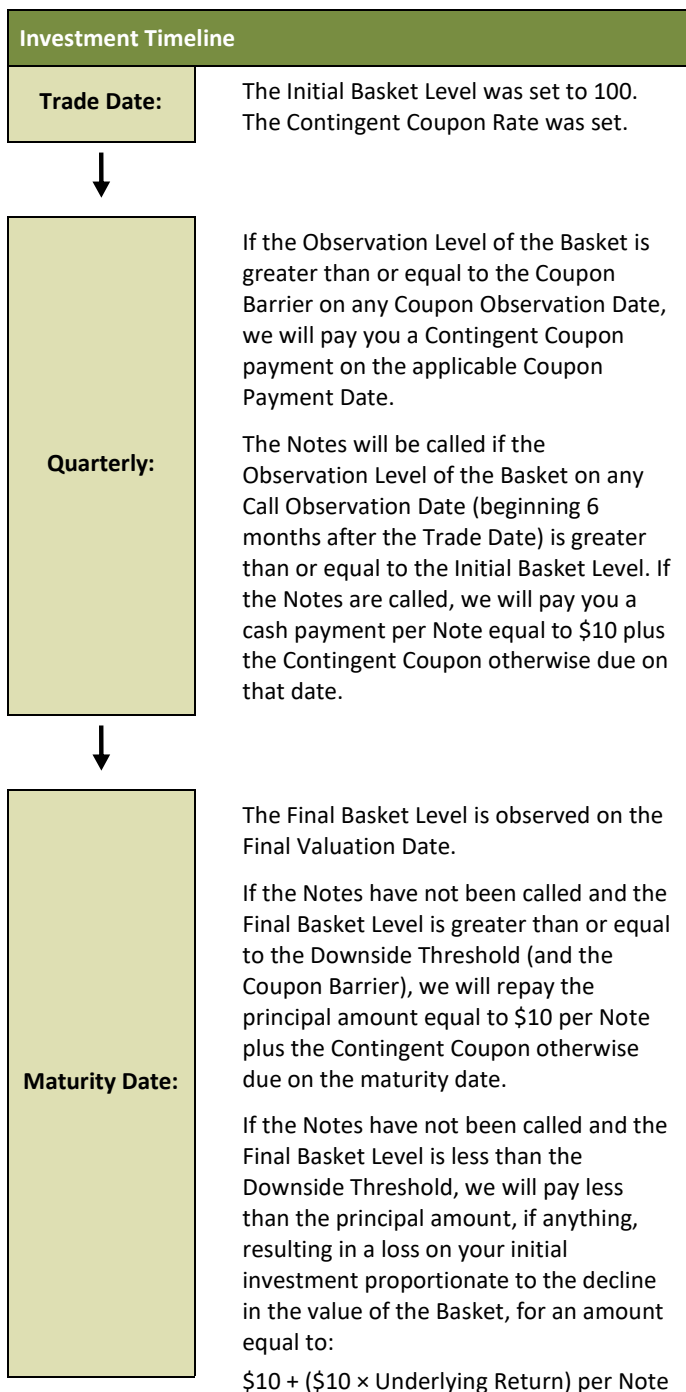 Investment Timeline
Trade Date:
The Initial Basket Level was set to 100.
The Contingent Coupon Rate was set.
Quarterly:
If the Observation Level of the Basket is
greater than or equal to the Coupon
Barrier on any Coupon Observation Date,
we will pay you a Contingent Coupon
payment on the applicable Coupon
Payment Date.
The Notes will be called if the
Observation Level of the Basket on any
Call Observation Date (beginning 6
months after the Trade Date) is greater
than or equal to the Initial Basket Level. If
the Notes are called, we will pay you a
cash payment per Note equal to $10 plus
the Contingent Coupon otherwise due on
that date.
Maturity Date:
The Final Basket Level is observed on the
Final Valuation Date.
If the Notes have not been called and the
Final Basket Level is greater than or equal
to the Downside Threshold (and the
Coupon Barrier), we will repay the
principal amount equal to $10 per Note
plus the Contingent Coupon otherwise
due on the maturity date.
If the Notes have not been called and the
Final Basket Level is less than the
Downside Threshold, we will pay less
than the principal amount, if anything,
resulting in a loss on your initial
investment proportionate to the decline
in the value of the Basket, for an amount
equal to:
$10 + ($10 × Underlying Return) per Note